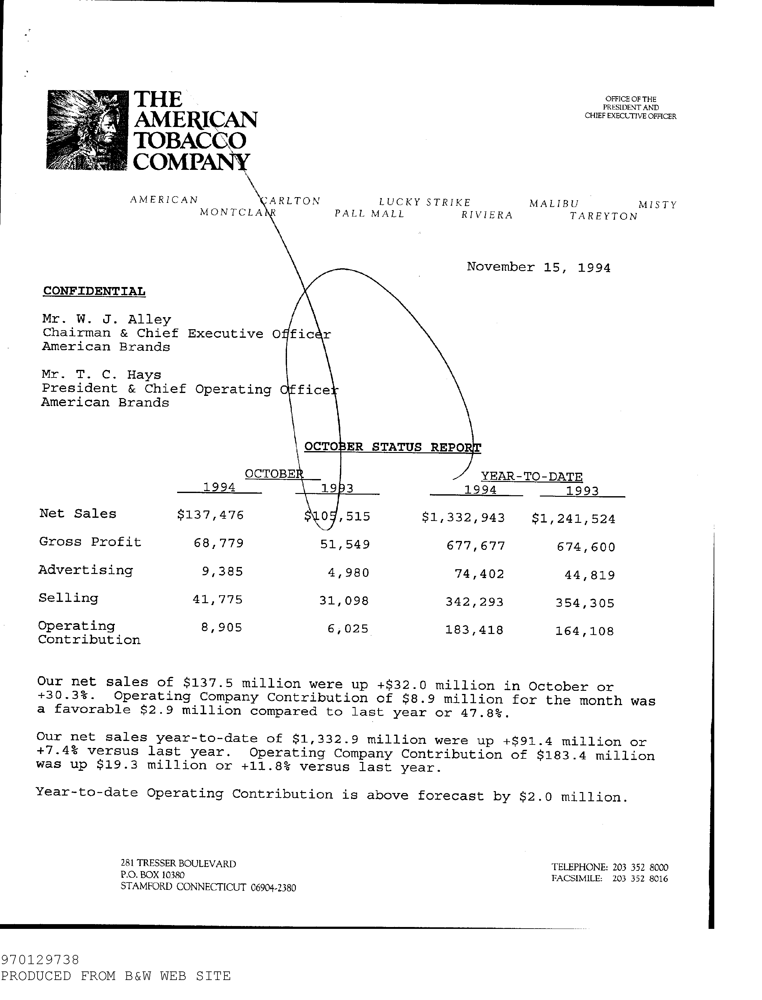 THE
AMERICAN
TOBACCO
COMPANY
OFFICE OF THE
PRESIDENT AND
CHIEF EXECUTIVE OFFICER
AMERICAN CARLTON LUCKY STRIKE MALIBU MISTY
MONTCLAIR PALL MALL RIVIERA TAREYTON
November 15, 1994
CONFIDENTIAL
Mr. W. J. Alley
Chairman & Chief Executive Officer
American Brands
Mr. T. C. Hays
President & Chief Operating Officer
American Brands
OCTOBER STATUS REPORT
OCTOBER YEAR-TO-DATE
1994 1993 1994 1993
Net Sales $137,476 $105,515 $1,332,943 $1,241,524
Gross Profit 68,779 51,549 677,677 674,600
Advertising 9,385 4,980 74,402 44,819
Selling 41,775 31,098 342,293 354,305
Operating 8,905 6,025 183,418 164,108
Contribution
Our net sales of $137.5 million were up +$32.0 million in October or
+30.3%. Operating Company Contribution of $8.9 million for the month was
a favorable $2.9 million compared to last year or 47.8%.
Our net sales year-to-date of $1,332.9 million were up +$91.4 million or
+7.4% versus last year. Operating Company Contribution of $183.4 million
was up $19.3 million or +11.8% versus last year.
Year-to-date Operating Contribution is above forecast by $2.0 million.
281 TRESSER BOULEVARD
P.O. BOX 10380
STAMFORD CONNECTICUT 06904-2380
TELEPHONE: 203 352 8000
FACSIMILE: 203 352 8016
970129738
PRODUCED FROM B&W WEB SITE